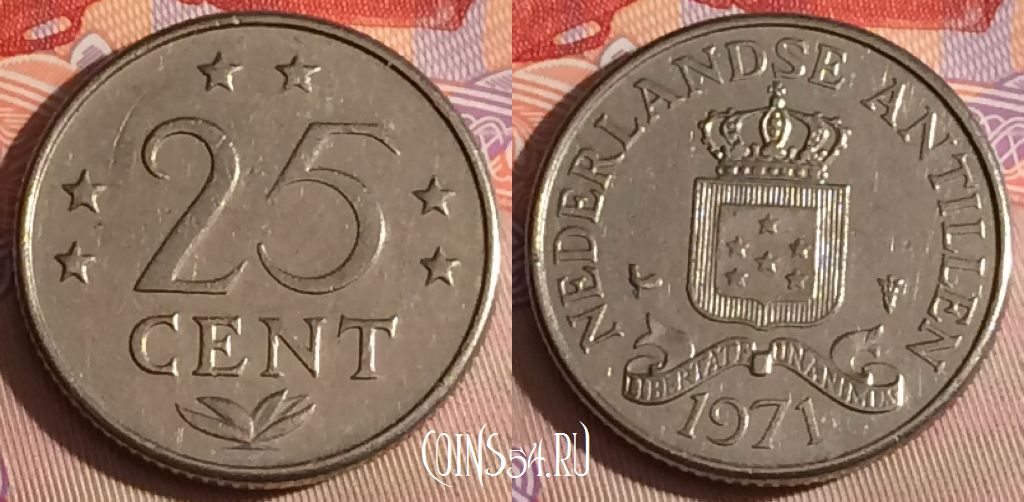 25
CENT
NEDERLANDSE ANTILLEN
LIBERTATE UNANIMUS
1971
COINS54.RU